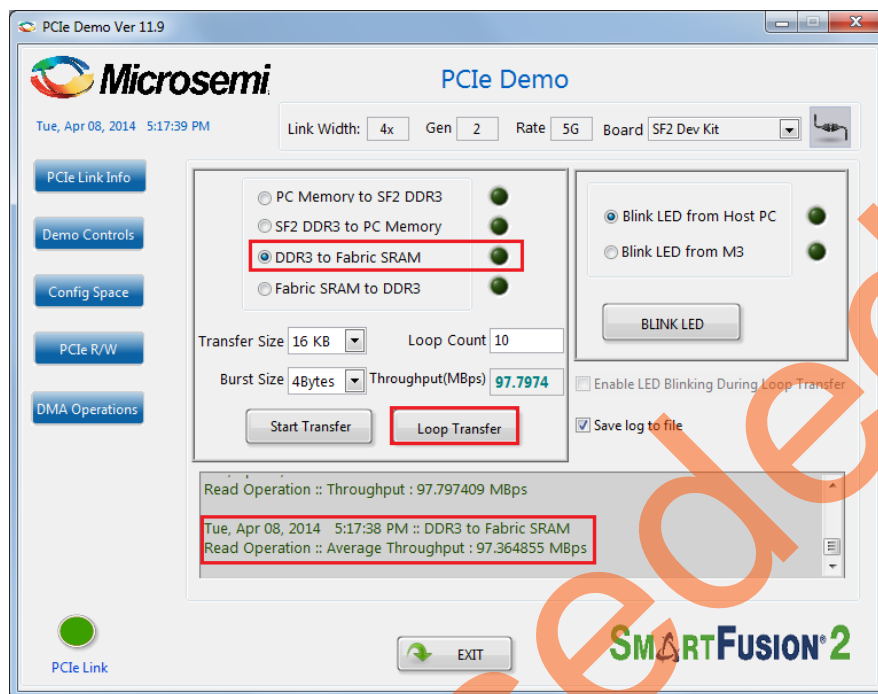 PCIe Demo Ver 11.9
Microsemi
PCIe Demo
Tue, Apr 08, 2014 5:17:39 PM
Link Width: 4x Gen 2 Rate 5G Board SF2 Dev Kit
PCIe Link Info
Demo Controls
Config Space
PCIe R/W
DMA Operations
PC Memory to SF2 DDR3
SF2 DDR3 to PC Memory
DDR3 to Fabric SRAM
Fabric SRAM to DDR3
Transfer Size 16 KB Loop Count 10
Burst Size 4Bytes Throughput(MBps) 97.7974
Start Transfer Loop Transfer
Blink LED from Host PC
Blink LED from M3
BLINK LED
Enable LED Blinking During Loop Transfer
Save log to file
Read Operation :: Throughput : 97.797409 MBps
Tue, Apr 08, 2014 5:17:38 PM :: DDR3 to Fabric SRAM
Read Operation :: Average Throughput : 97.364855 MBps
PCIe Link
EXIT
SMARTFUSION®2